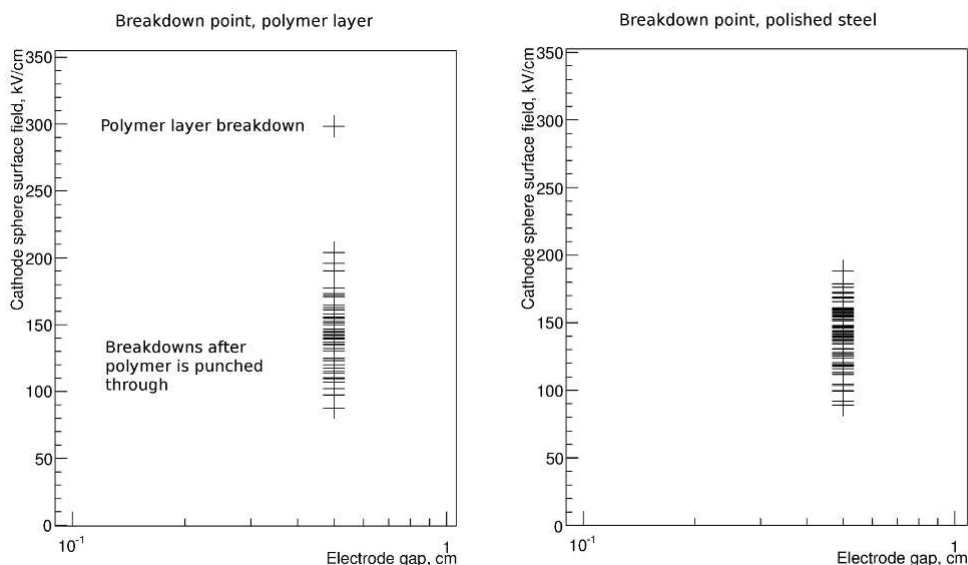 Breakdown point, polymer layer
Cathode sphere surface field, kV/cm
350
300
250
200
150
100
50
0
Polymer layer breakdown
Breakdowns after
polymer is punched
through
10⁻¹
1
Electrode gap, cm
Breakdown point, polished steel
Cathode sphere surface field, kV/cm
350
300
250
200
150
100
50
0
10⁻¹
1
Electrode gap, cm